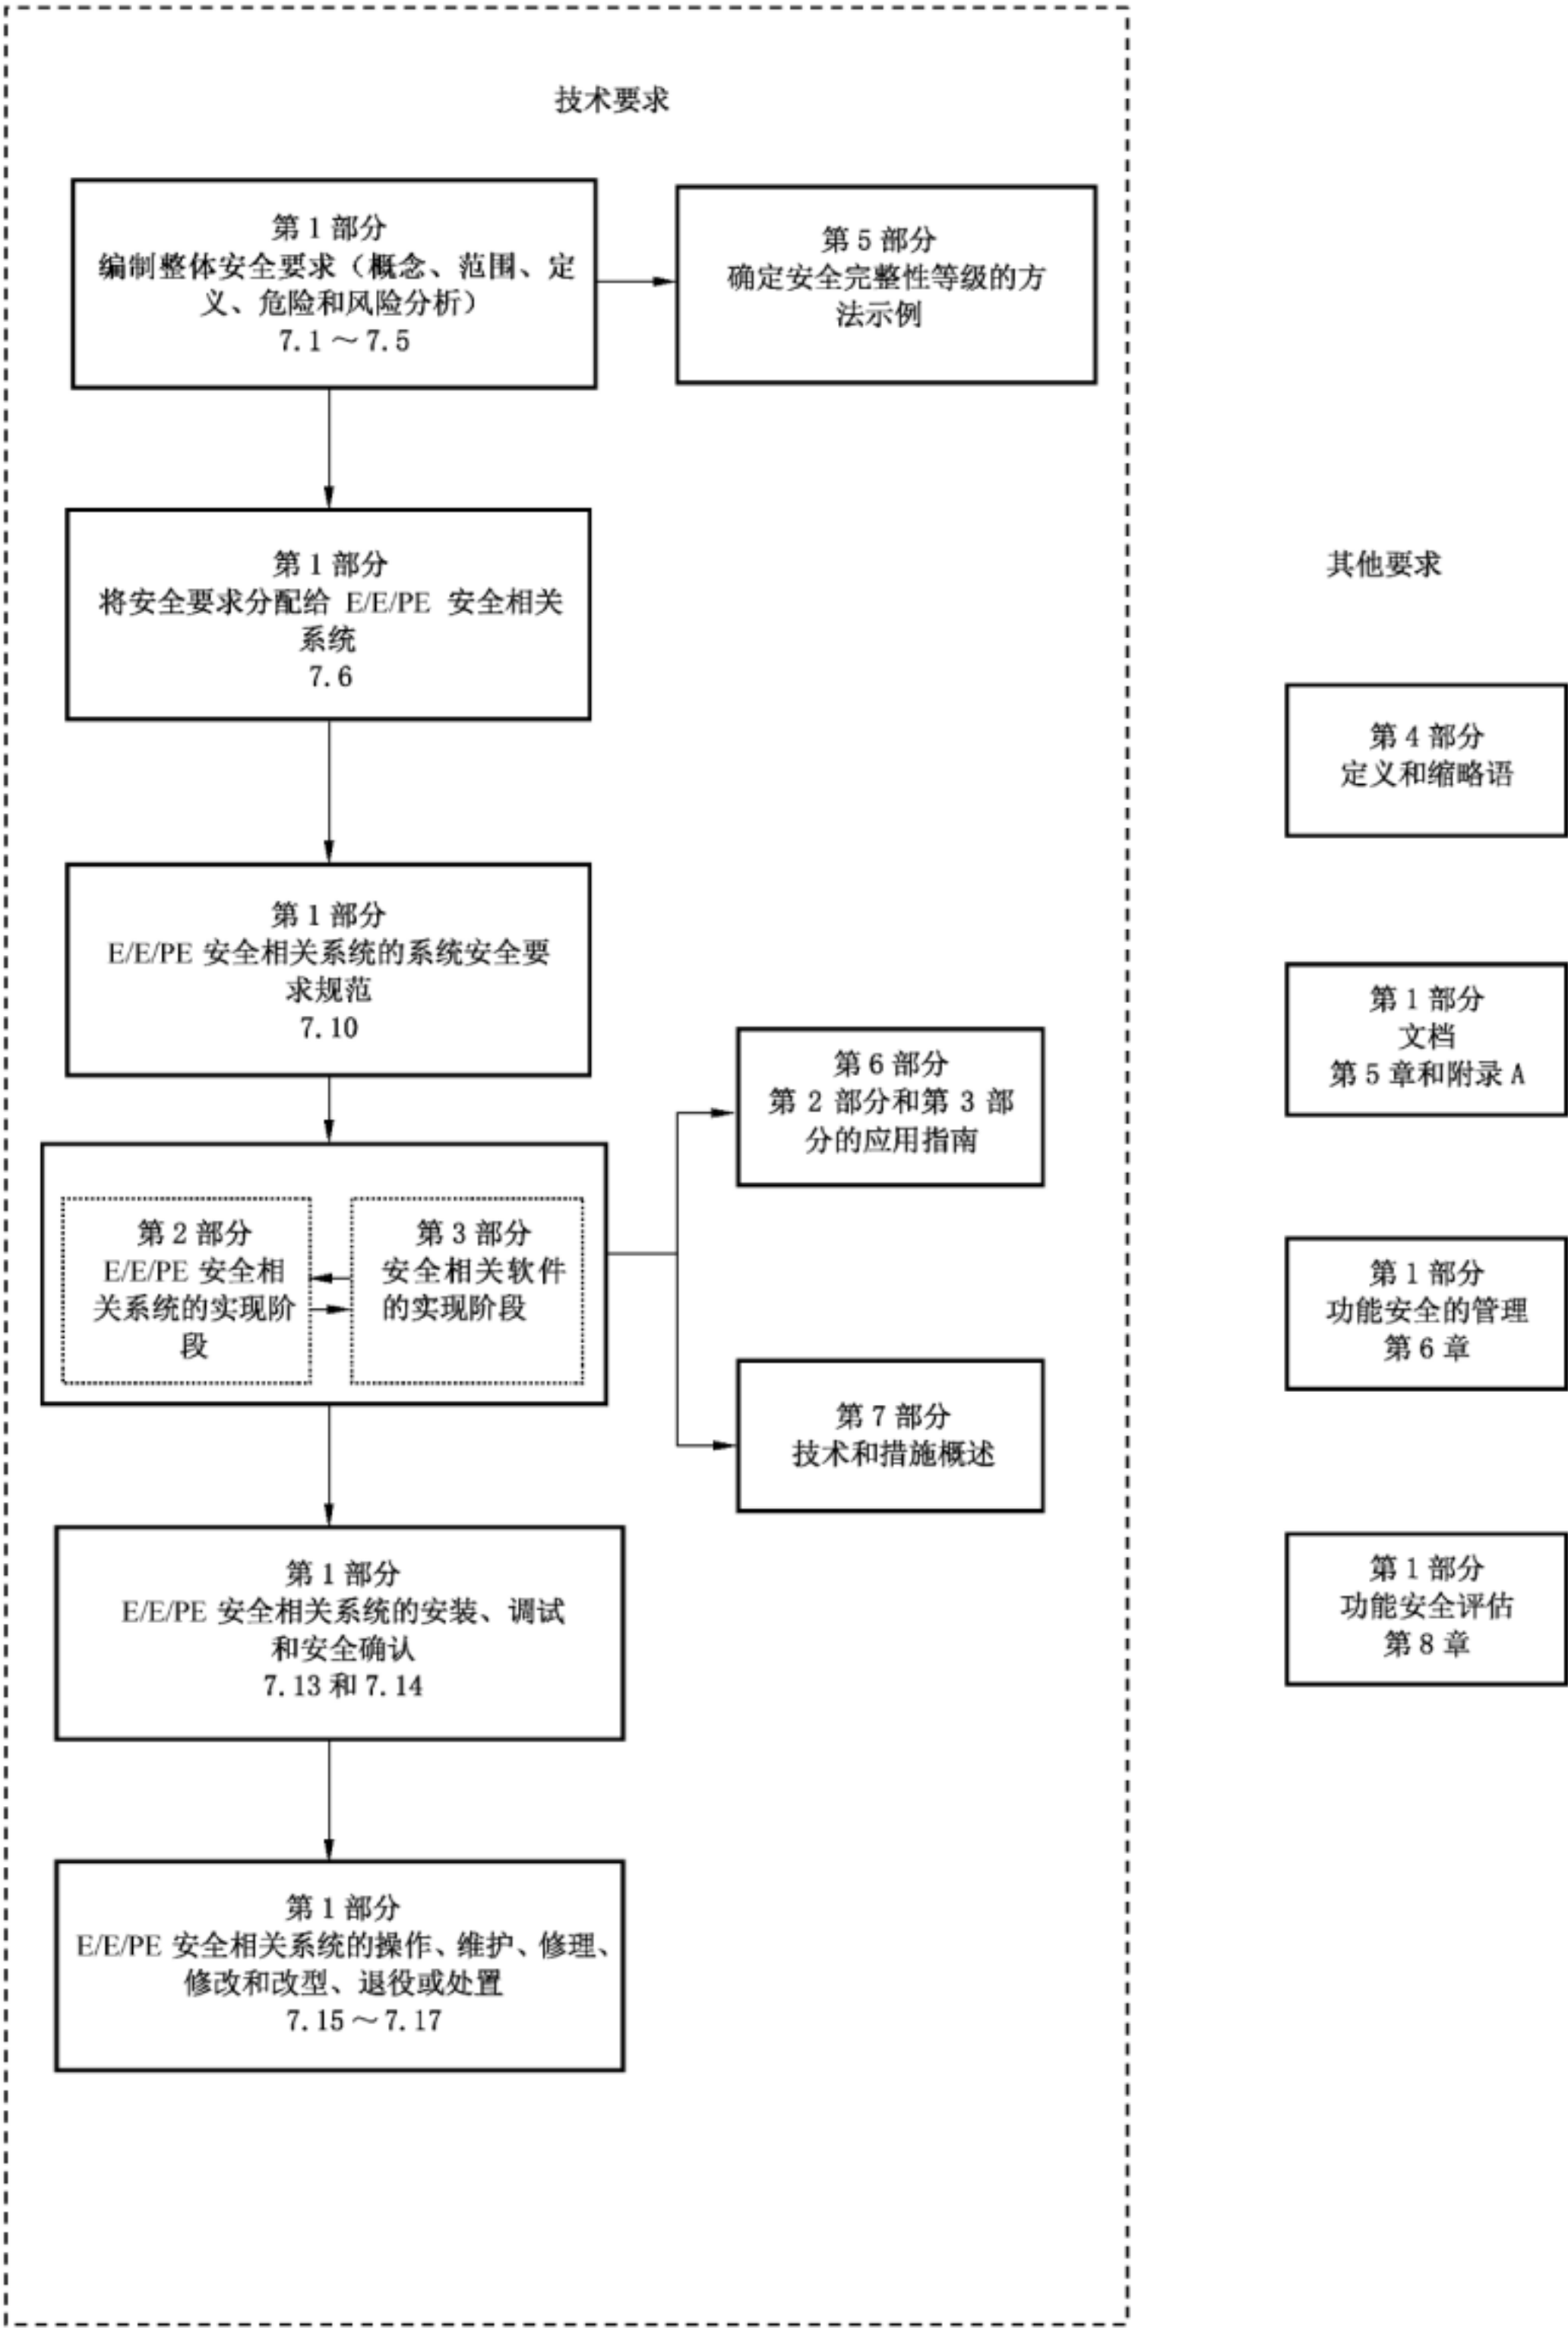 技术要求
第 1 部分
编制整体安全要求（概念、范围、定
义、危险和风险分析）
7.1～7.5
第 5 部分
确定安全完整性等级的方
法示例
第 1 部分
将安全要求分配给 E/E/PE 安全相关
系统
7.6
第 1 部分
E/E/PE 安全相关系统的系统安全要
求规范
7.10
第 2 部分
E/E/PE 安全相
关系统的实现阶
段
第 3 部分
安全相关软件
的实现阶段
第 6 部分
第 2 部分和第 3 部
分的应用指南
第 7 部分
技术和措施概述
第 1 部分
E/E/PE 安全相关系统的安装、调试
和安全确认
7.13 和 7.14
第 1 部分
E/E/PE 安全相关系统的操作、维护、修理、
修改和改型、退役或处置
7.15～7.17
其他要求
第 4 部分
定义和缩略语
第 1 部分
文档
第 5 章和附录 A
第 1 部分
功能安全的管理
第 6 章
第 1 部分
功能安全评估
第 8 章